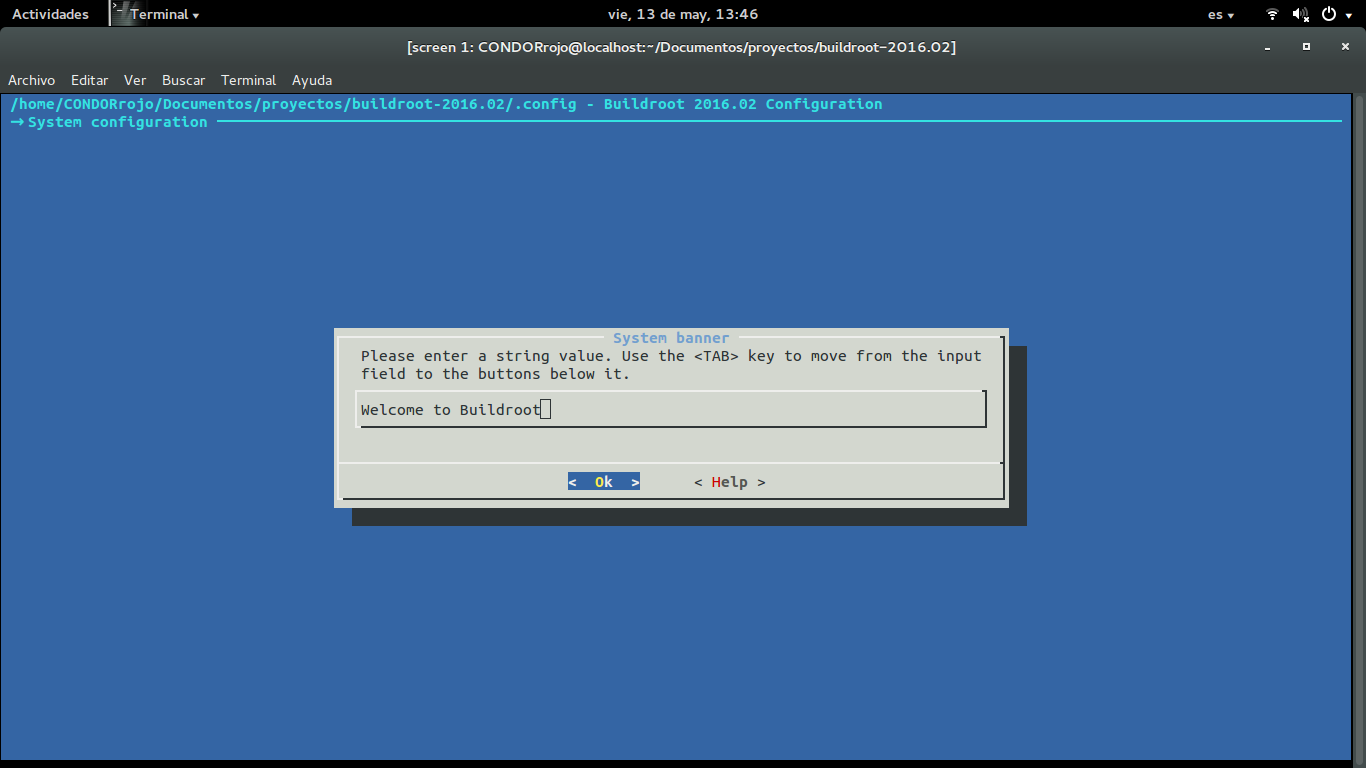 Actividades Terminal vie, 13 de may, 13:46 es
[screen 1: CONDORrojo@localhost:~/Documentos/proyectos/buildroot-2016.02]
Archivo Editar Ver Buscar Terminal Ayuda
/home/CONDORrojo/Documentos/proyectos/buildroot-2016.02/.config - Buildroot 2016.02 Configuration
→ System configuration
System banner
Please enter a string value. Use the <TAB> key to move from the input
field to the buttons below it.
Welcome to Buildroot
< Ok > < Help >